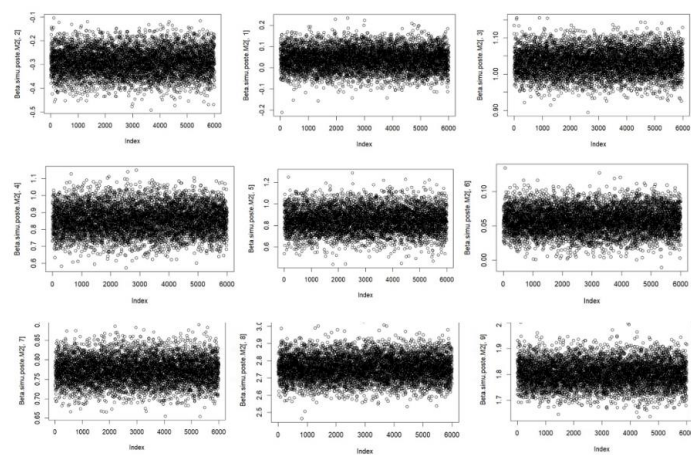 Beta.simu.poste.M2[, 2]
-0.5 -0.4 -0.3 -0.2 -0.1
0 1000 2000 3000 4000 5000 6000
Index
Beta.simu.poste.M2[, 1]
-0.2 -0.1 0.0 0.1 0.2
0 1000 2000 3000 4000 5000 6000
Index
Beta.simu.poste.M2[, 3]
0.90 1.00 1.10
0 1000 2000 3000 4000 5000 6000
Index
Beta.simu.poste.M2[, 4]
0.6 0.7 0.8 0.9 1.0 1.1
0 1000 2000 3000 4000 5000 6000
Index
Beta.simu.poste.M2[, 5]
0.6 0.8 1.0 1.2
0 1000 2000 3000 4000 5000 6000
Index
Beta.simu.poste.M2[, 6]
0.00 0.05 0.10
0 1000 2000 3000 4000 5000 6000
Index
Beta.simu.poste.M2[, 7]
0.65 0.70 0.75 0.80 0.85
0 1000 2000 3000 4000 5000 6000
Index
Beta.simu.poste.M2[, 8]
2.5 2.6 2.7 2.8 2.9 3.0
0 1000 2000 3000 4000 5000 6000
Index
Beta.simu.poste.M2[, 9]
1.7 1.8 1.9 2
0 1000 2000 3000 4000 5000 600
Index